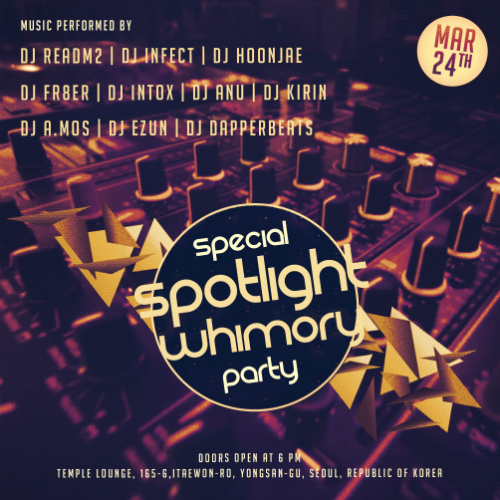 MUSIC PERFORMED BY
DJ READM2 | DJ INFECT | DJ HOONJAE
DJ FR8ER | DJ INTOX | DJ ANU | DJ KIRIN
DJ A.MOS | DJ EZUN | DJ DAPPERBEATS
MAR
24TH
special
spotlight
whimory
party
DOORS OPEN AT 6 PM
TEMPLE LOUNGE, 165-6,ITAEWON-RO, YONGSAN-GU, SEOUL, REPUBLIC OF KOREA